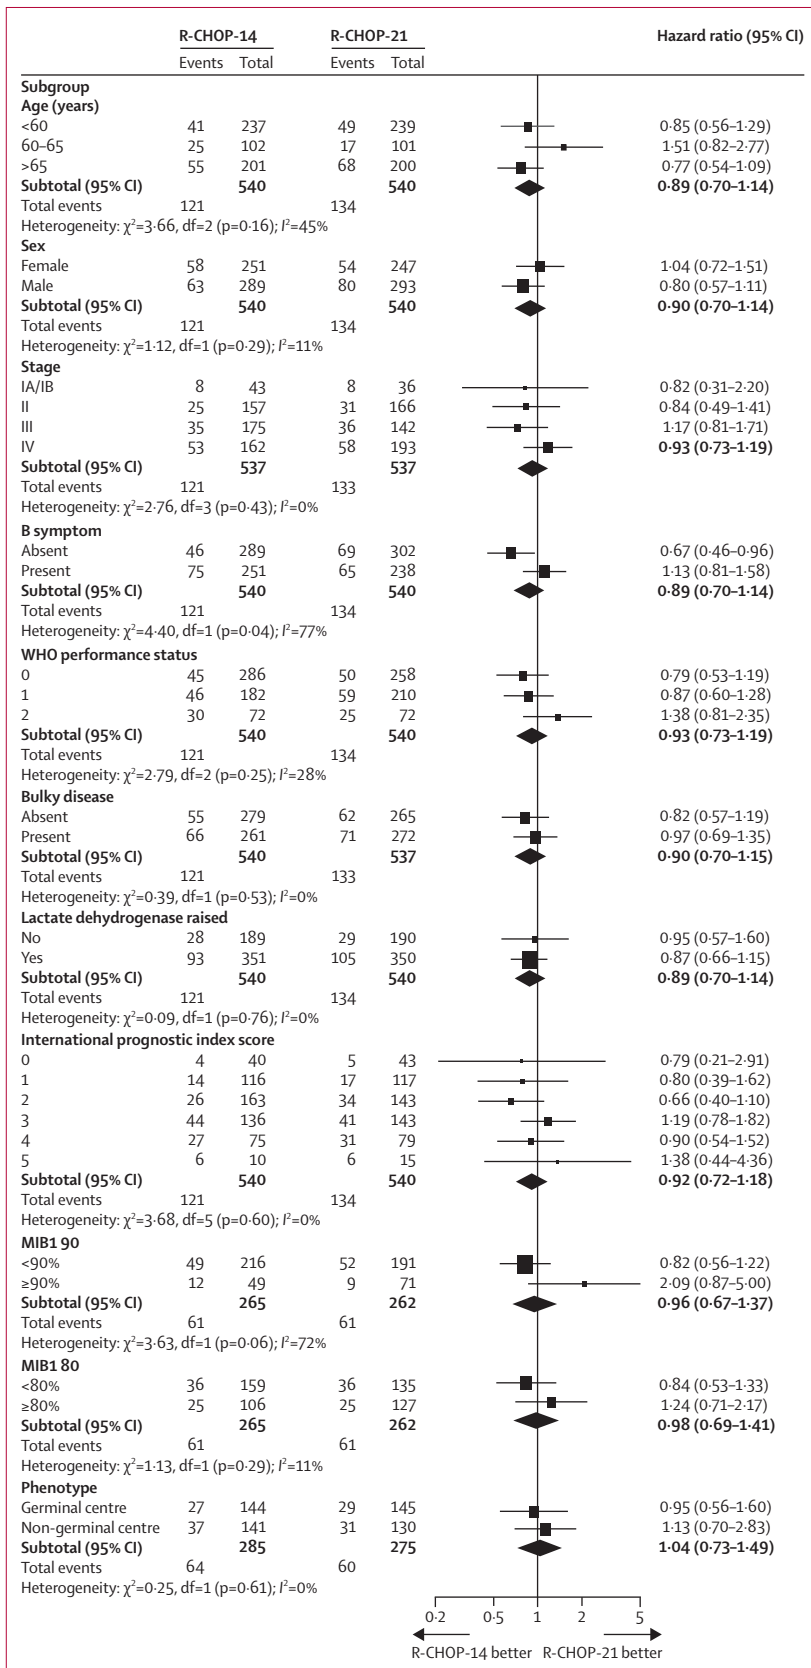 R-CHOP-14 R-CHOP-21 Hazard ratio (95% CI)
Events Total Events Total
Subgroup
Age (years)
<60 41 237 49 239 0·85 (0·56–1·29)
60–65 25 102 17 101 1·51 (0·82–2·77)
>65 55 201 68 200 0·77 (0·54–1·09)
Subtotal (95% CI) 540 540 0·89 (0·70–1·14)
Total events 121 134
Heterogeneity: χ²=3·66, df=2 (p=0·16); I²=45%
Sex
Female 58 251 54 247 1·04 (0·72–1·51)
Male 63 289 80 293 0·80 (0·57–1·11)
Subtotal (95% CI) 540 540 0·90 (0·70–1·14)
Total events 121 134
Heterogeneity: χ²=1·12, df=1 (p=0·29); I²=11%
Stage
IA/IB 8 43 8 36 0·82 (0·31–2·20)
II 25 157 31 166 0·84 (0·49–1·41)
III 35 175 36 142 1·17 (0·81–1·71)
IV 53 162 58 193 0·93 (0·73–1·19)
Subtotal (95% CI) 537 537
Total events 121 133
Heterogeneity: χ²=2·76, df=3 (p=0·43); I²=0%
B symptom
Absent 46 289 69 302 0·67 (0·46–0·96)
Present 75 251 65 238 1·13 (0·81–1·58)
Subtotal (95% CI) 540 540 0·89 (0·70–1·14)
Total events 121 134
Heterogeneity: χ²=4·40, df=1 (p=0·04); I²=77%
WHO performance status
0 45 286 50 258 0·79 (0·53–1·19)
1 46 182 59 210 0·87 (0·60–1·28)
2 30 72 25 72 1·38 (0·81–2·35)
Subtotal (95% CI) 540 540 0·93 (0·73–1·19)
Total events 121 134
Heterogeneity: χ²=2·79, df=2 (p=0·25); I²=28%
Bulky disease
Absent 55 279 62 265 0·82 (0·57–1·19)
Present 66 261 71 272 0·97 (0·69–1·35)
Subtotal (95% CI) 540 537 0·90 (0·70–1·15)
Total events 121 133
Heterogeneity: χ²=0·39, df=1 (p=0·53); I²=0%
Lactate dehydrogenase raised
No 28 189 29 190 0·95 (0·57–1·60)
Yes 93 351 105 350 0·87 (0·66–1·15)
Subtotal (95% CI) 540 540 0·89 (0·70–1·14)
Total events 121 134
Heterogeneity: χ²=0·09, df=1 (p=0·76); I²=0%
International prognostic index score
0 4 40 5 43 0·79 (0·21–2·91)
1 14 116 17 117 0·80 (0·39–1·62)
2 26 163 34 143 0·66 (0·40–1·10)
3 44 136 41 143 1·19 (0·78–1·82)
4 27 75 31 79 0·90 (0·54–1·52)
5 6 10 6 15 1·38 (0·44–4·36)
Subtotal (95% CI) 540 540 0·92 (0·72–1·18)
Total events 121 134
Heterogeneity: χ²=3·68, df=5 (p=0·60); I²=0%
MIB1 90
<90% 49 216 52 191 0·82 (0·56–1·22)
≥90% 12 49 9 71 2·09 (0·87–5·00)
Subtotal (95% CI) 265 262 0·96 (0·67–1·37)
Total events 61 61
Heterogeneity: χ²=3·63, df=1 (p=0·06); I²=72%
MIB1 80
<80% 36 159 36 135 0·84 (0·53–1·33)
≥80% 25 106 25 127 1·24 (0·71–2·17)
Subtotal (95% CI) 265 262 0·98 (0·69–1·41)
Total events 61 61
Heterogeneity: χ²=1·13, df=1 (p=0·29); I²=11%
Phenotype
Germinal centre 27 144 29 145 0·95 (0·56–1·60)
Non-germinal centre 37 141 31 130 1·13 (0·70–2·83)
Subtotal (95% CI) 285 275 1·04 (0·73–1·49)
Total events 64 60
Heterogeneity: χ²=0·25, df=1 (p=0·61); I²=0%
0·2 0·5 1 2 5
R-CHOP-14 better R-CHOP-21 better